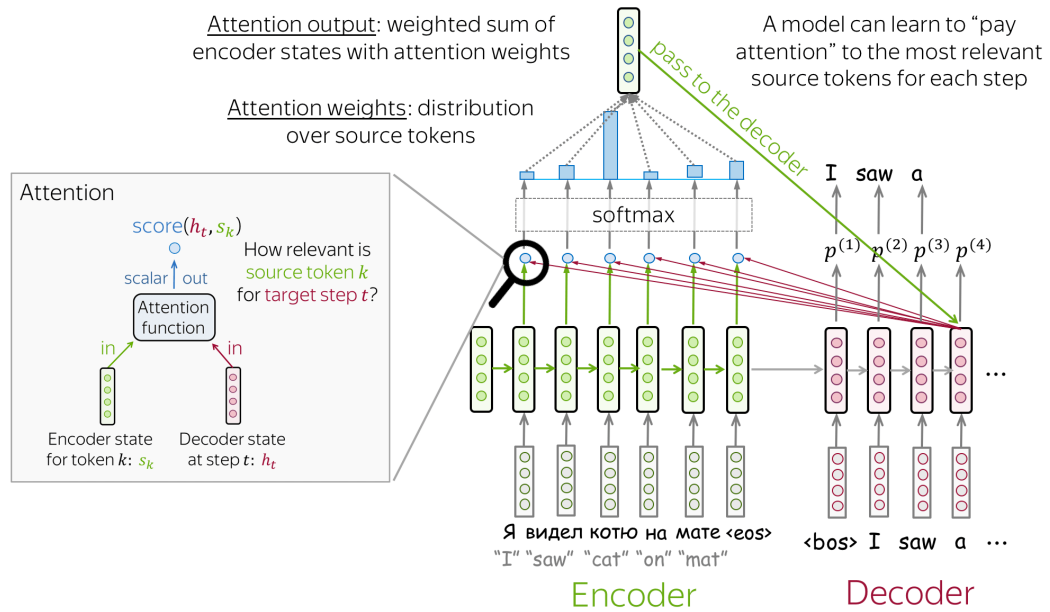 Attention output: weighted sum of
encoder states with attention weights
A model can learn to “pay
attention” to the most relevant
source tokens for each step
pass to the decoder
Attention weights: distribution
over source tokens
Attention
score(hₜ, sₖ)
scalar out
How relevant is
source token k
for target step t?
Attention
function
in in
Encoder state
for token k: sₖ
Decoder state
at step t: hₜ
softmax
I saw a
p⁽¹⁾ p⁽²⁾ p⁽³⁾ p⁽⁴⁾
...
Я видел котю на мате <eos>
“I” “saw” “cat” “on” “mat”
<bos> I saw a ...
Encoder
Decoder